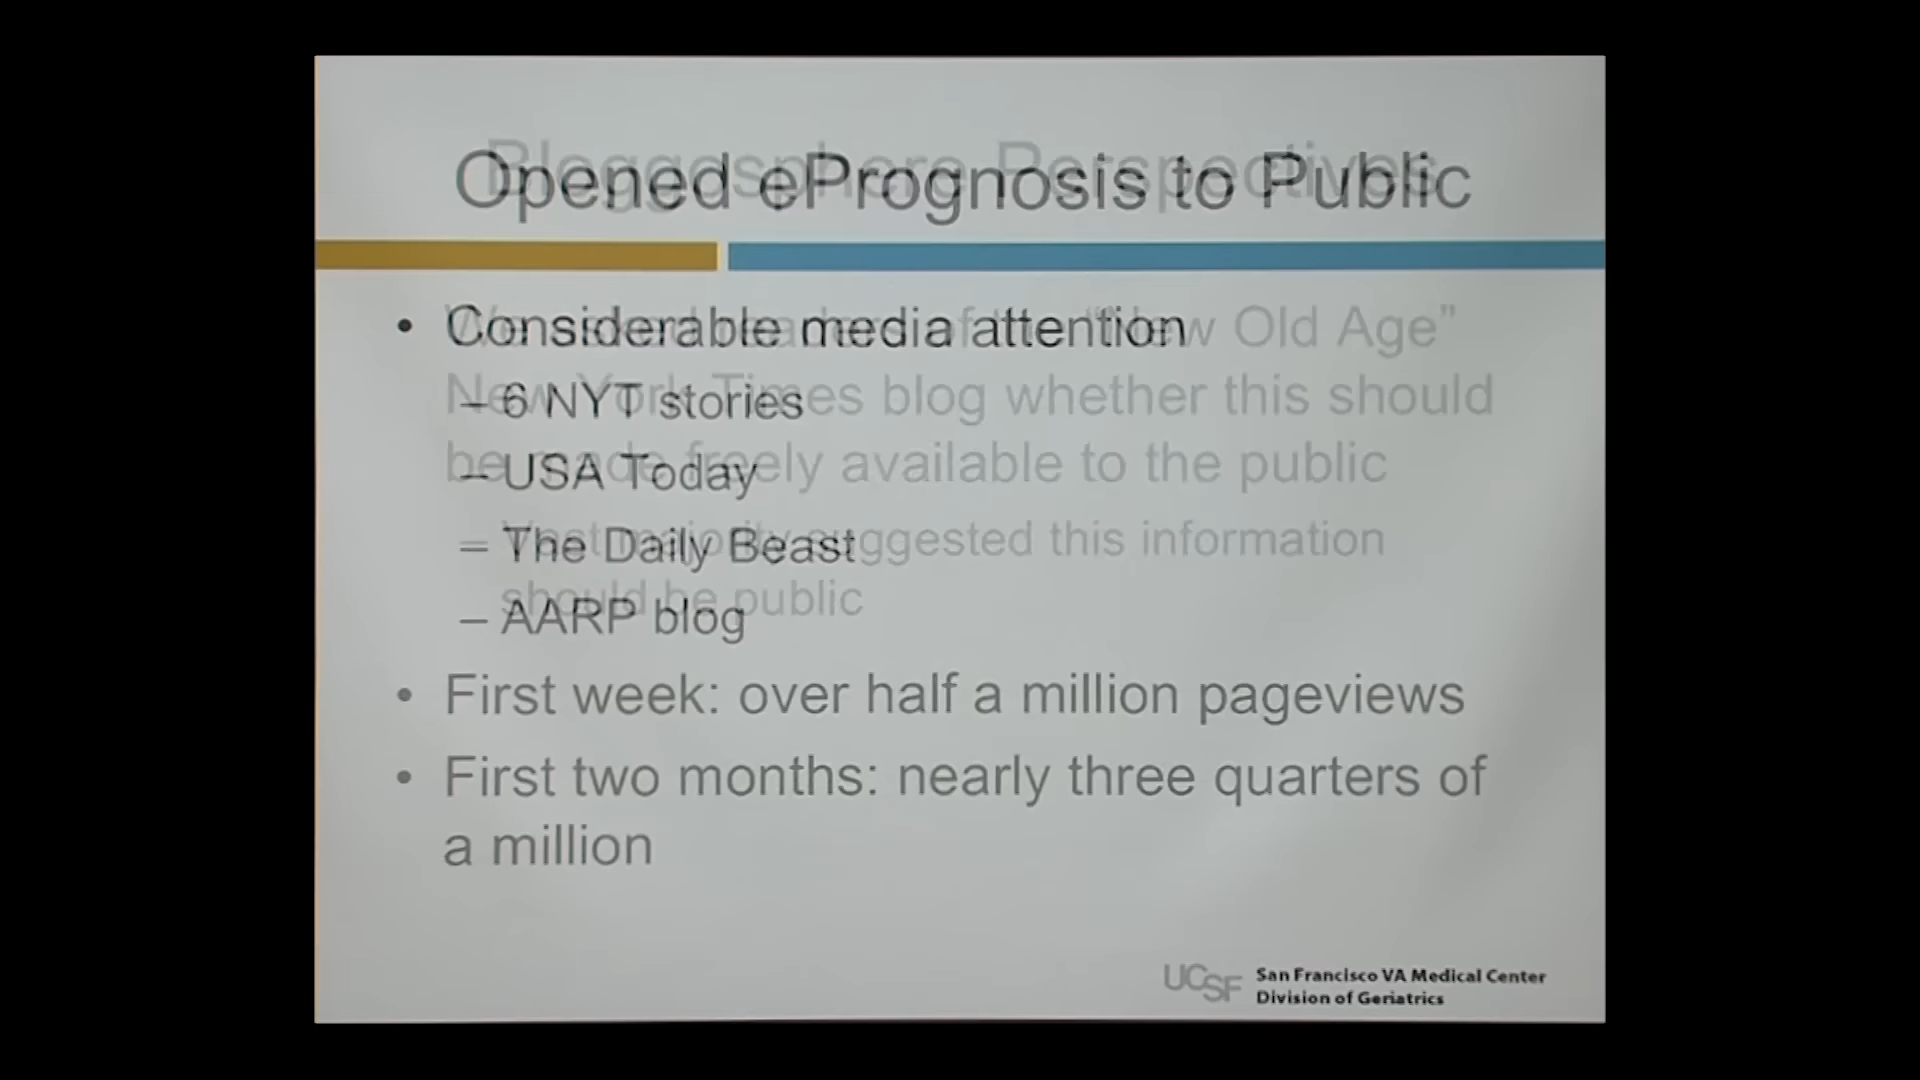 Opened ePrognosis to Public
Bloggosphere Perspectives
• Considerable media attention
– 6 NYT stories
– USA Today
– The Daily Beast
– AARP blog
• First week: over half a million pageviews
• First two months: nearly three quarters of
a million
"New Old Age"
New York Times blog whether this should
be made freely available to the public
– Vast majority suggested this information
should be public
UCSF
San Francisco VA Medical Center
Division of Geriatrics